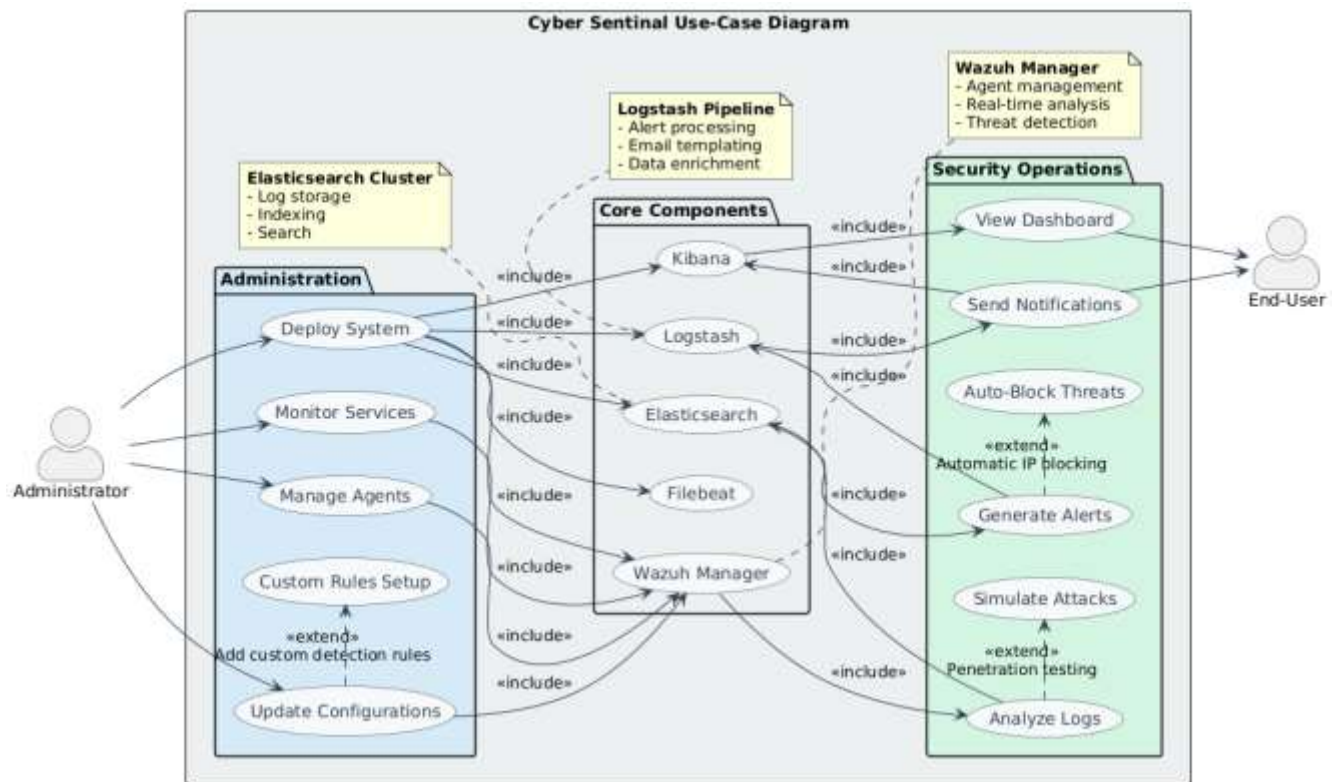 Cyber Sentinal Use-Case Diagram
Wazuh Manager
- Agent management
- Real-time analysis
- Threat detection
Logstash Pipeline
- Alert processing
- Email templating
- Data enrichment
Elasticsearch Cluster
- Log storage
- Indexing
- Search
Administration
Deploy System
Monitor Services
Manage Agents
Custom Rules Setup
«extend»
Add custom detection rules
Update Configurations
Administrator
«include»
«include»
«include»
«include»
«include»
«include»
«include»
«include»
Core Components
Kibana
Logstash
Elasticsearch
Filebeat
Wazuh Manager
«include»
«include»
«include»
«include»
«include»
«include»
«include»
Security Operations
View Dashboard
Send Notifications
Auto-Block Threats
«extend»
Automatic IP blocking
Generate Alerts
Simulate Attacks
«extend»
Penetration testing
Analyze Logs
End-User